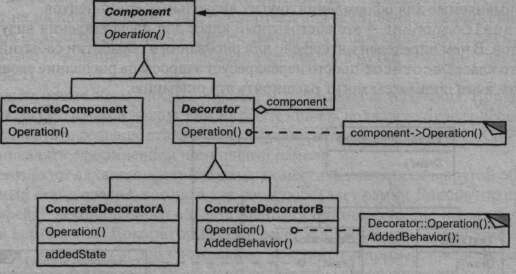 Component
Operation()
component
ConcreteComponent
Operation()
Decorator
Operation()
component->Operation()
ConcreteDecoratorA
Operation()
addedState
ConcreteDecoratorB
Operation()
AddedBehavior()
Decorator::Operation();
AddedBehavior();